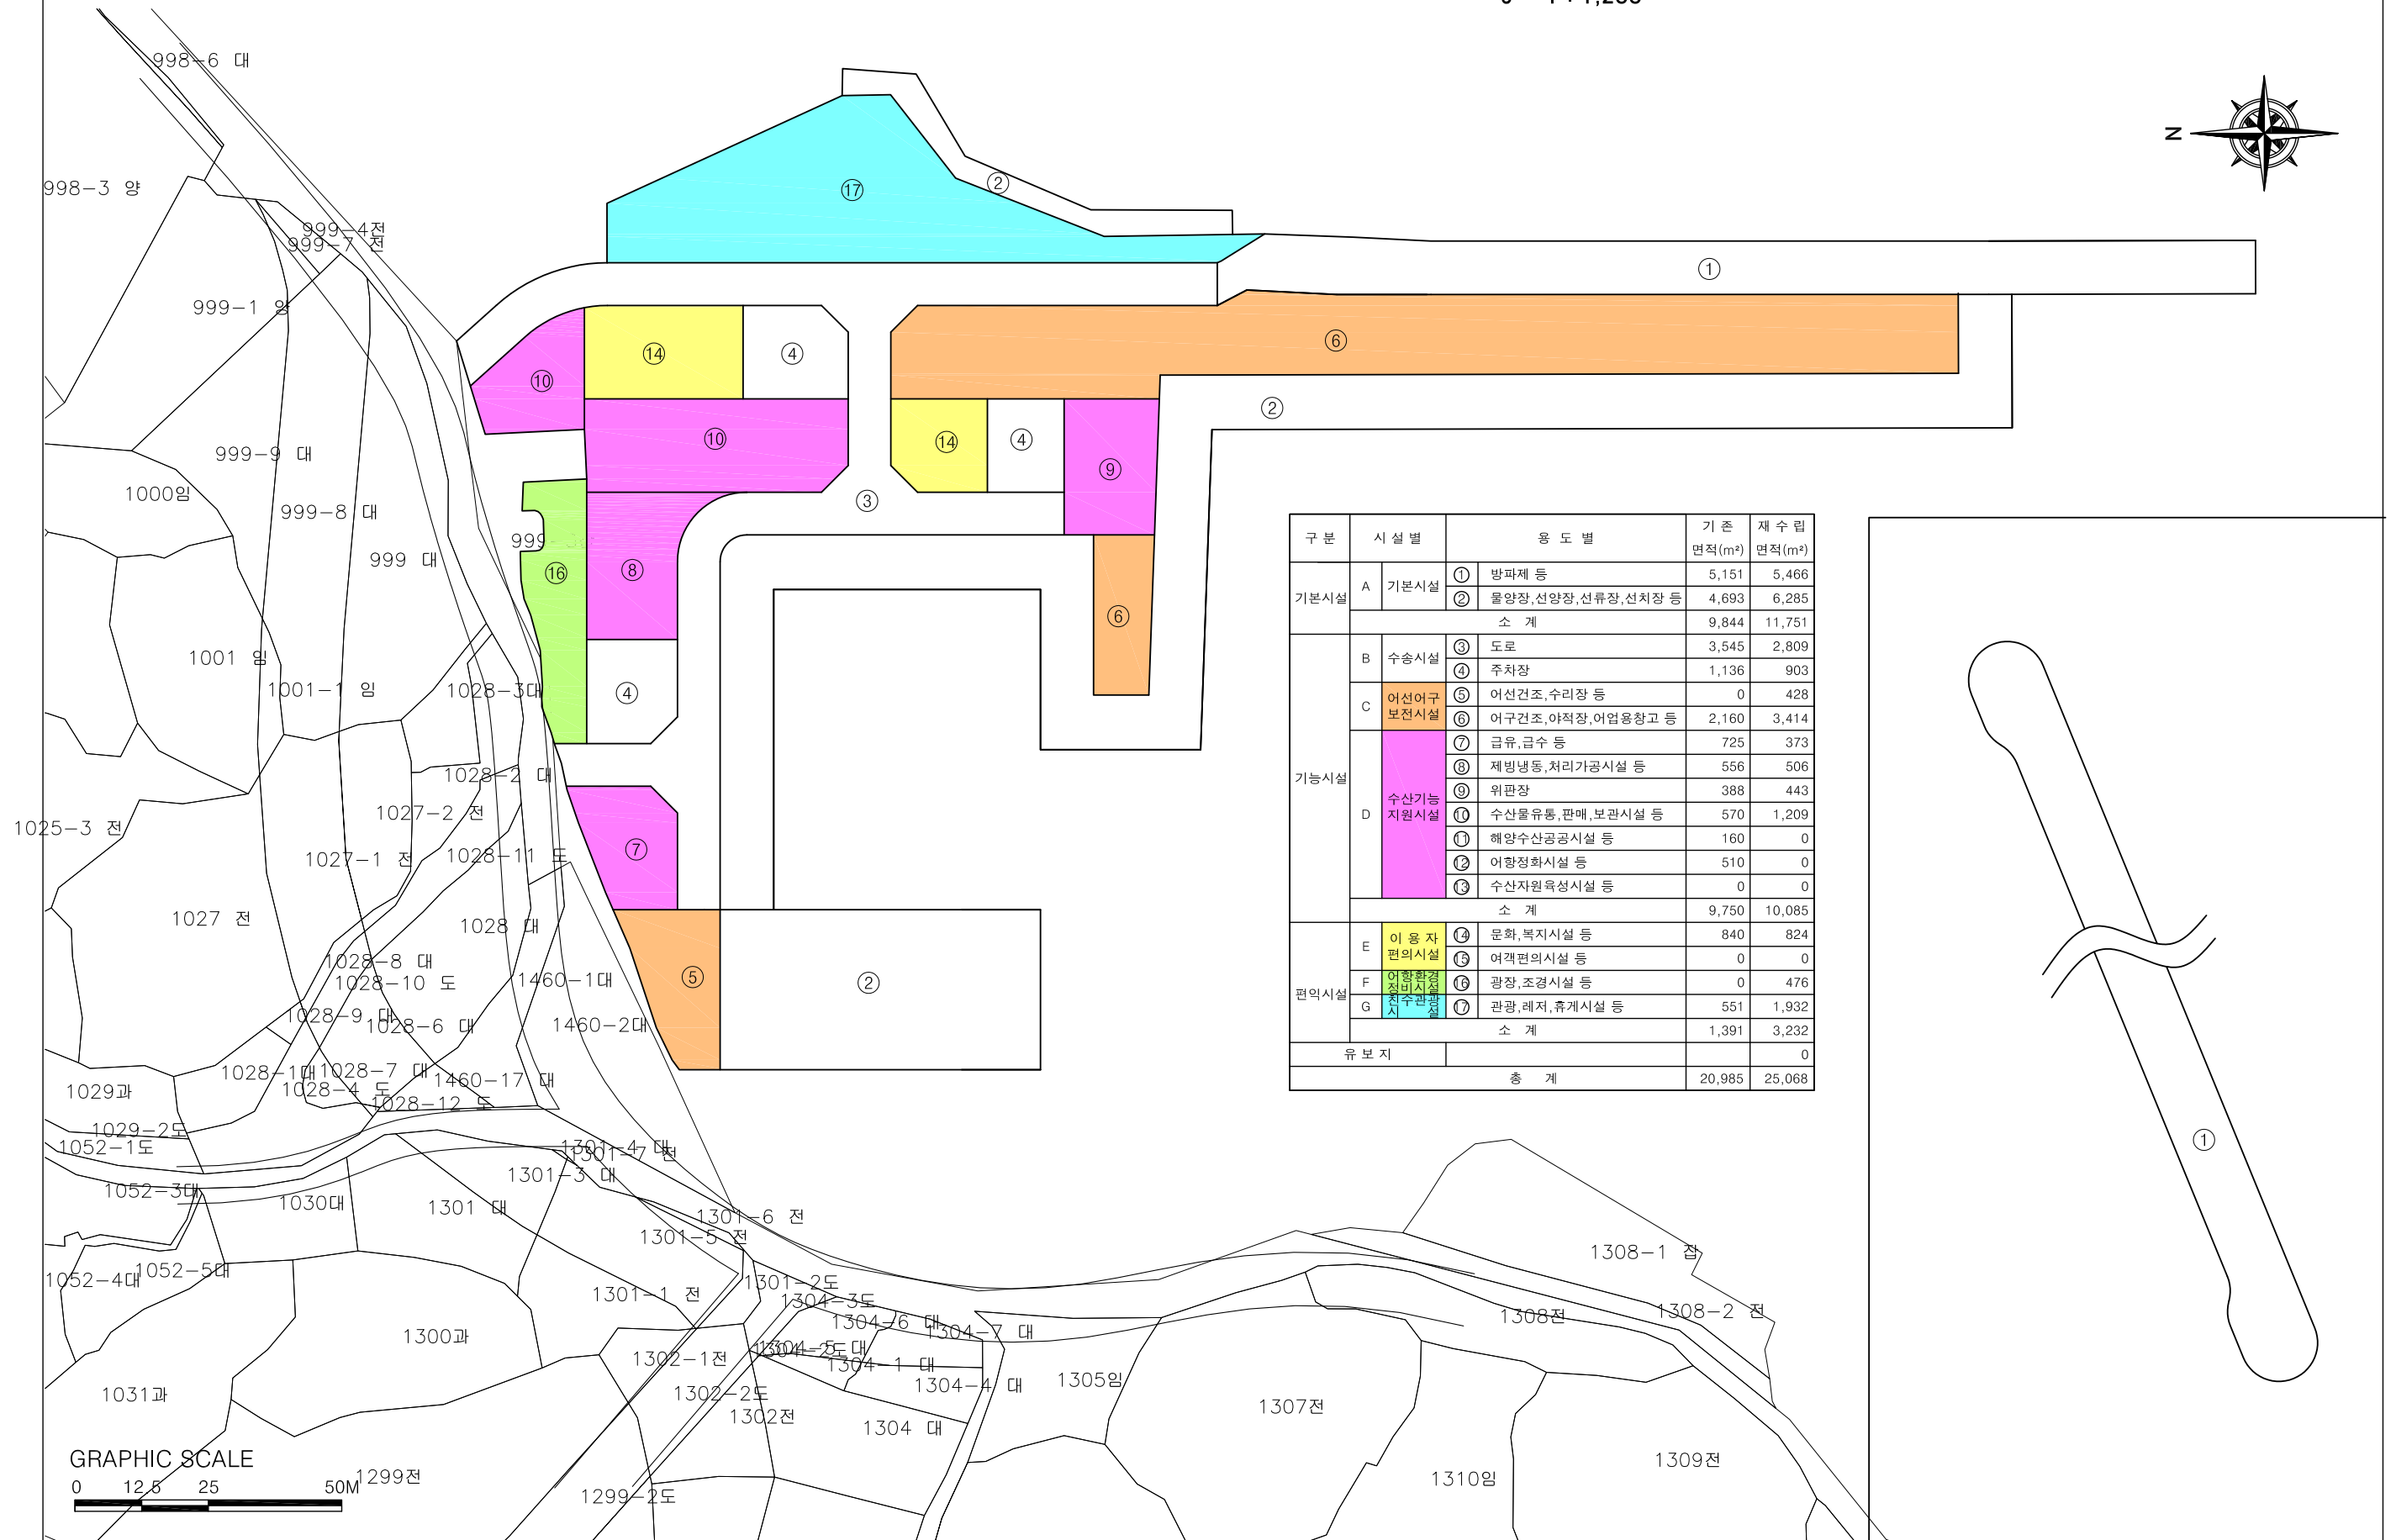 998-6 대
998-3 양
N
999-4전
999-7 전
999-1 양
999-9 대
1000임
999-8 대
999 대
1001 임
1001-1 임
1028-3대
1028-2 대
1027-2 전
1025-3 전
1027-1 전
1028-11 도
1027 전
1028 대
1028-8 대
1028-10 도
1460-1대
1028-9 대
1028-6 대
1460-2대
1028-1대
1028-7 대
1029과
1028-4 도
1460-17 대
1028-12 도
1029-2도
1052-1도
1301-4 대
1301-7 전
1301-3 대
1052-3대
1030대
1301 대
1301-6 전
1301-5 전
1308-1 잡
1052-4대
1052-5대
1301-1 전
1301-2도
1304-3도
1304-6 대
1304-7 대
1308전
1308-2 전
1300과
1302-1전
1304-5 대
1304-2도
1304-1 대
1304-4 대
1031과
1302-2도
1302전
1304 대
1305임
1307전
1309전
1310임
1299전
1299-2도
⑰
②
①
⑭
④
⑥
⑩
②
⑩
⑭
④
⑨
③
⑯
⑧
⑥
④
⑦
⑤
②
①
구 분 시 설 별 용 도 별 기 존 면적(m²) 재 수 립 면적(m²)
기본시설 A 기본시설 ① 방파제 등 5,151 5,466
② 물양장,선양장,선류장,선치장 등 4,693 6,285
소 계 9,844 11,751
기능시설 B 수송시설 ③ 도로 3,545 2,809
④ 주차장 1,136 903
C 어선어구 보전시설 ⑤ 어선건조,수리장 등 0 428
⑥ 어구건조,야적장,어업용창고 등 2,160 3,414
D 수산기능 지원시설 ⑦ 급유,급수 등 725 373
⑧ 제빙냉동,처리가공시설 등 556 506
⑨ 위판장 388 443
⑩ 수산물유통,판매,보관시설 등 570 1,209
⑪ 해양수산공공시설 등 160 0
⑫ 어항정화시설 등 510 0
⑬ 수산자원육성시설 등 0 0
소 계 9,750 10,085
편익시설 E 이 용 자 편의시설 ⑭ 문화,복지시설 등 840 824
⑮ 여객편의시설 등 0 0
F 어항환경 정비시설 ⑯ 광장,조경시설 등 0 476
G 친수관광 시 설 ⑰ 관광,레저,휴게시설 등 551 1,932
소 계 1,391 3,232
유 보 지 0
총 계 20,985 25,068
GRAPHIC SCALE
0 12.5 25 50M